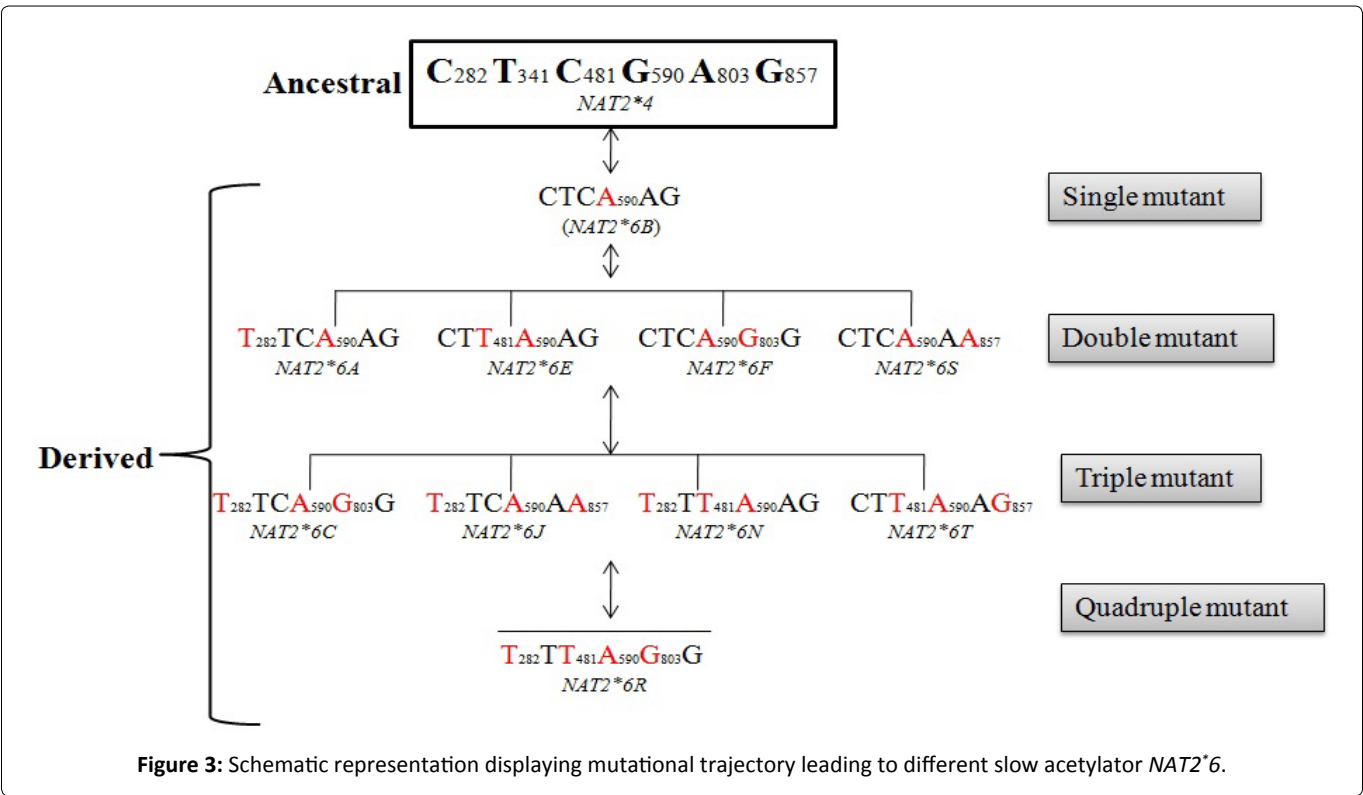 Ancestral
C282 T341 C481 G590 A803 G857
NAT2*4
CTCA590AG
(NAT2*6B)
Single mutant
T282TCA590AG CTT481A590AG CTCA590G803G CTCA590AA857
NAT2*6A NAT2*6E NAT2*6F NAT2*6S
Double mutant
Derived
T282TCA590G803G T282TCA590AA857 T282TT481A590AG CTT481A590AG857
NAT2*6C NAT2*6J NAT2*6N NAT2*6T
Triple mutant
Quadruple mutant
T282TT481A590G803G
NAT2*6R
Figure 3: Schematic representation displaying mutational trajectory leading to different slow acetylator NAT2*6.